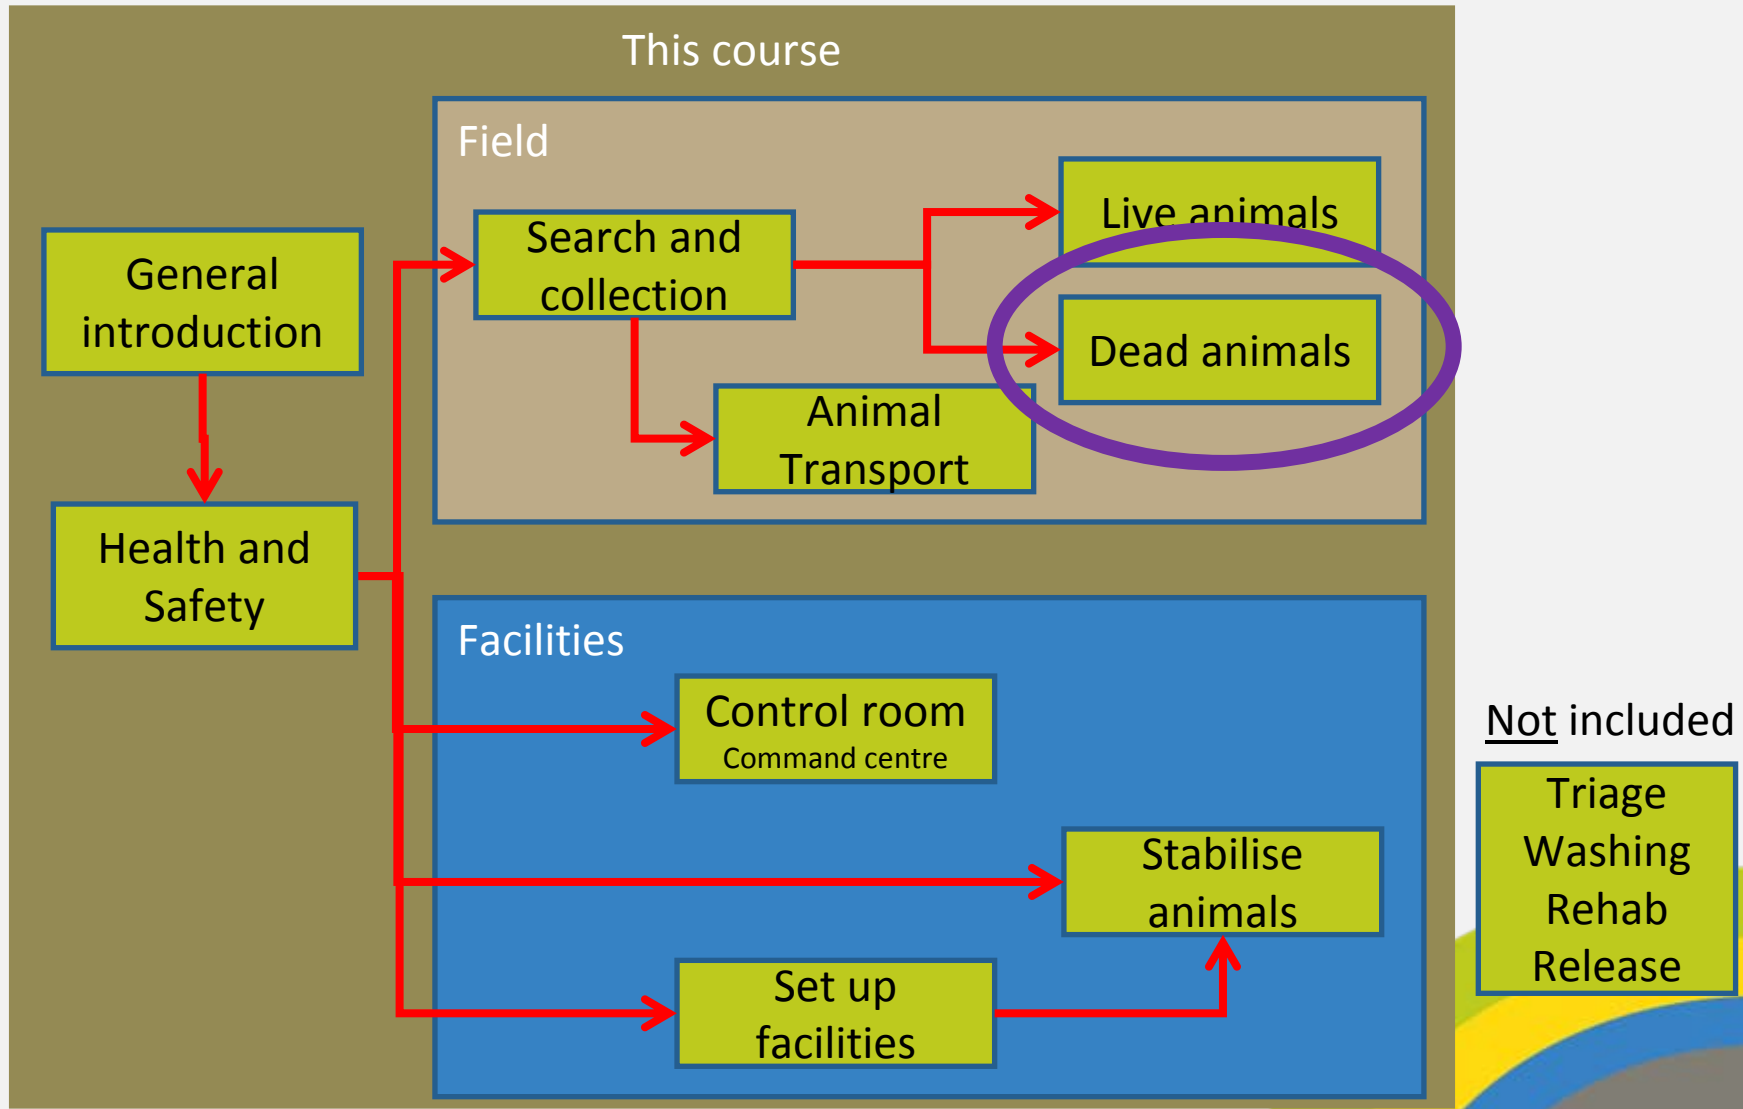 This course
Field
Live animals
Search and
collection
General
introduction
Dead animals
Animal
Transport
Health and
Safety
Facilities
Control room
Command centre
Not included
Triage
Washing
Rehab
Release
Stabilise
animals
Set up
facilities